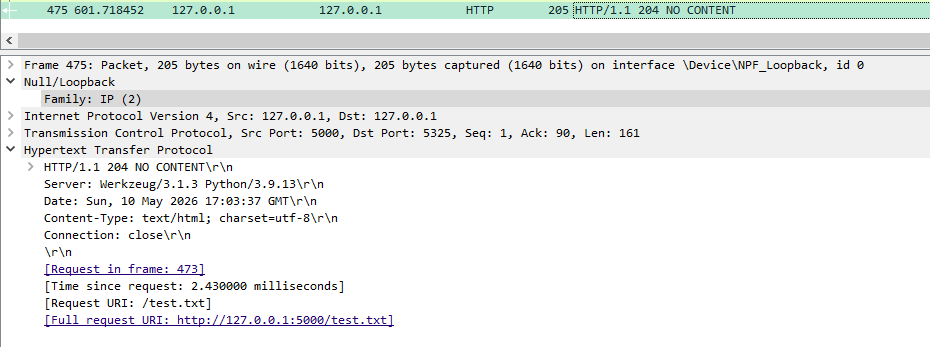 475 601.718452 127.0.0.1 127.0.0.1 HTTP 205 HTTP/1.1 204 NO CONTENT
Frame 475: Packet, 205 bytes on wire (1640 bits), 205 bytes captured (1640 bits) on interface \Device\NPF_Loopback, id 0
Null/Loopback
Family: IP (2)
Internet Protocol Version 4, Src: 127.0.0.1, Dst: 127.0.0.1
Transmission Control Protocol, Src Port: 5000, Dst Port: 5325, Seq: 1, Ack: 90, Len: 161
Hypertext Transfer Protocol
HTTP/1.1 204 NO CONTENT\r\n
Server: Werkzeug/3.1.3 Python/3.9.13\r\n
Date: Sun, 10 May 2026 17:03:37 GMT\r\n
Content-Type: text/html; charset=utf-8\r\n
Connection: close\r\n
\r\n
[Request in frame: 473]
[Time since request: 2.430000 milliseconds]
[Request URI: /test.txt]
[Full request URI: http://127.0.0.1:5000/test.txt]